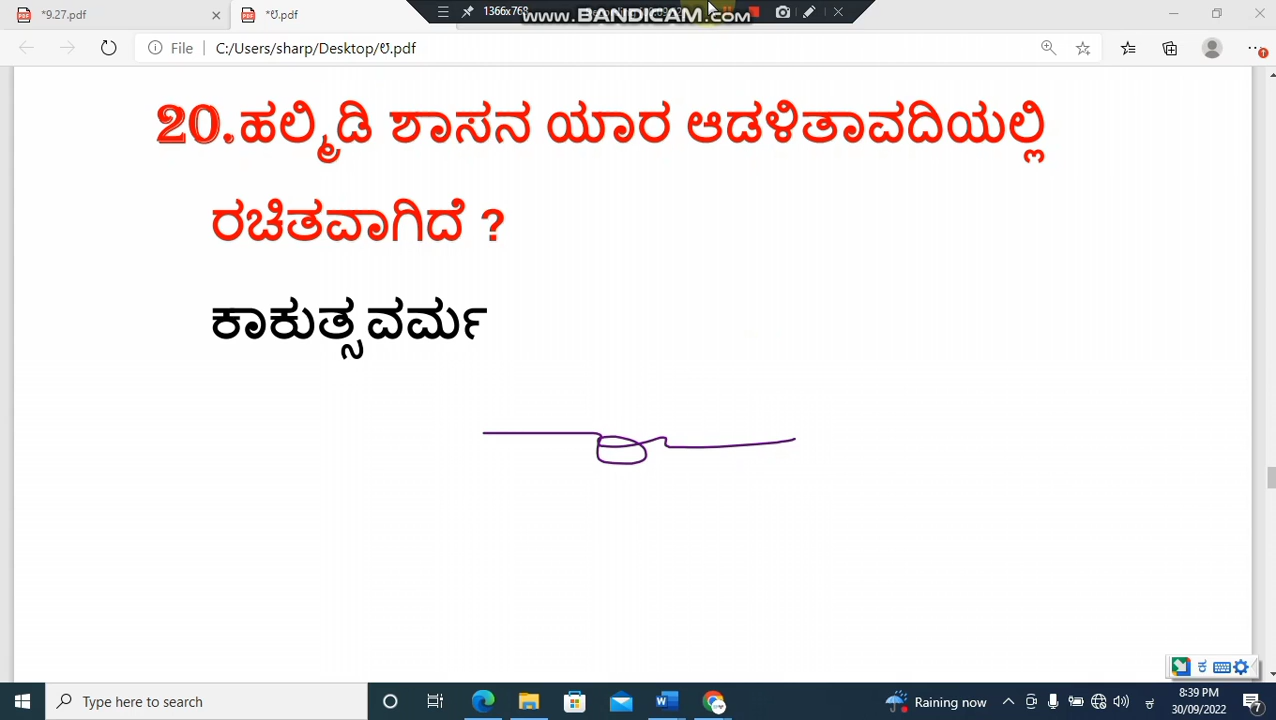 *9.27.pdf
*ಆ.pdf
1366x768
www.BANDICAM.com
File C:/Users/sharp/Desktop/ಆ.pdf
20.ಹಲ್ಮಿಡಿ ಶಾಸನ ಯಾರ ಆಡಳಿತಾವದಿಯಲ್ಲಿ
ರಚಿತವಾಗಿದೆ ?
ಕಾಕುತ್ಸವರ್ಮ
Type here to search
Raining now
8:39 PM
30/09/2022